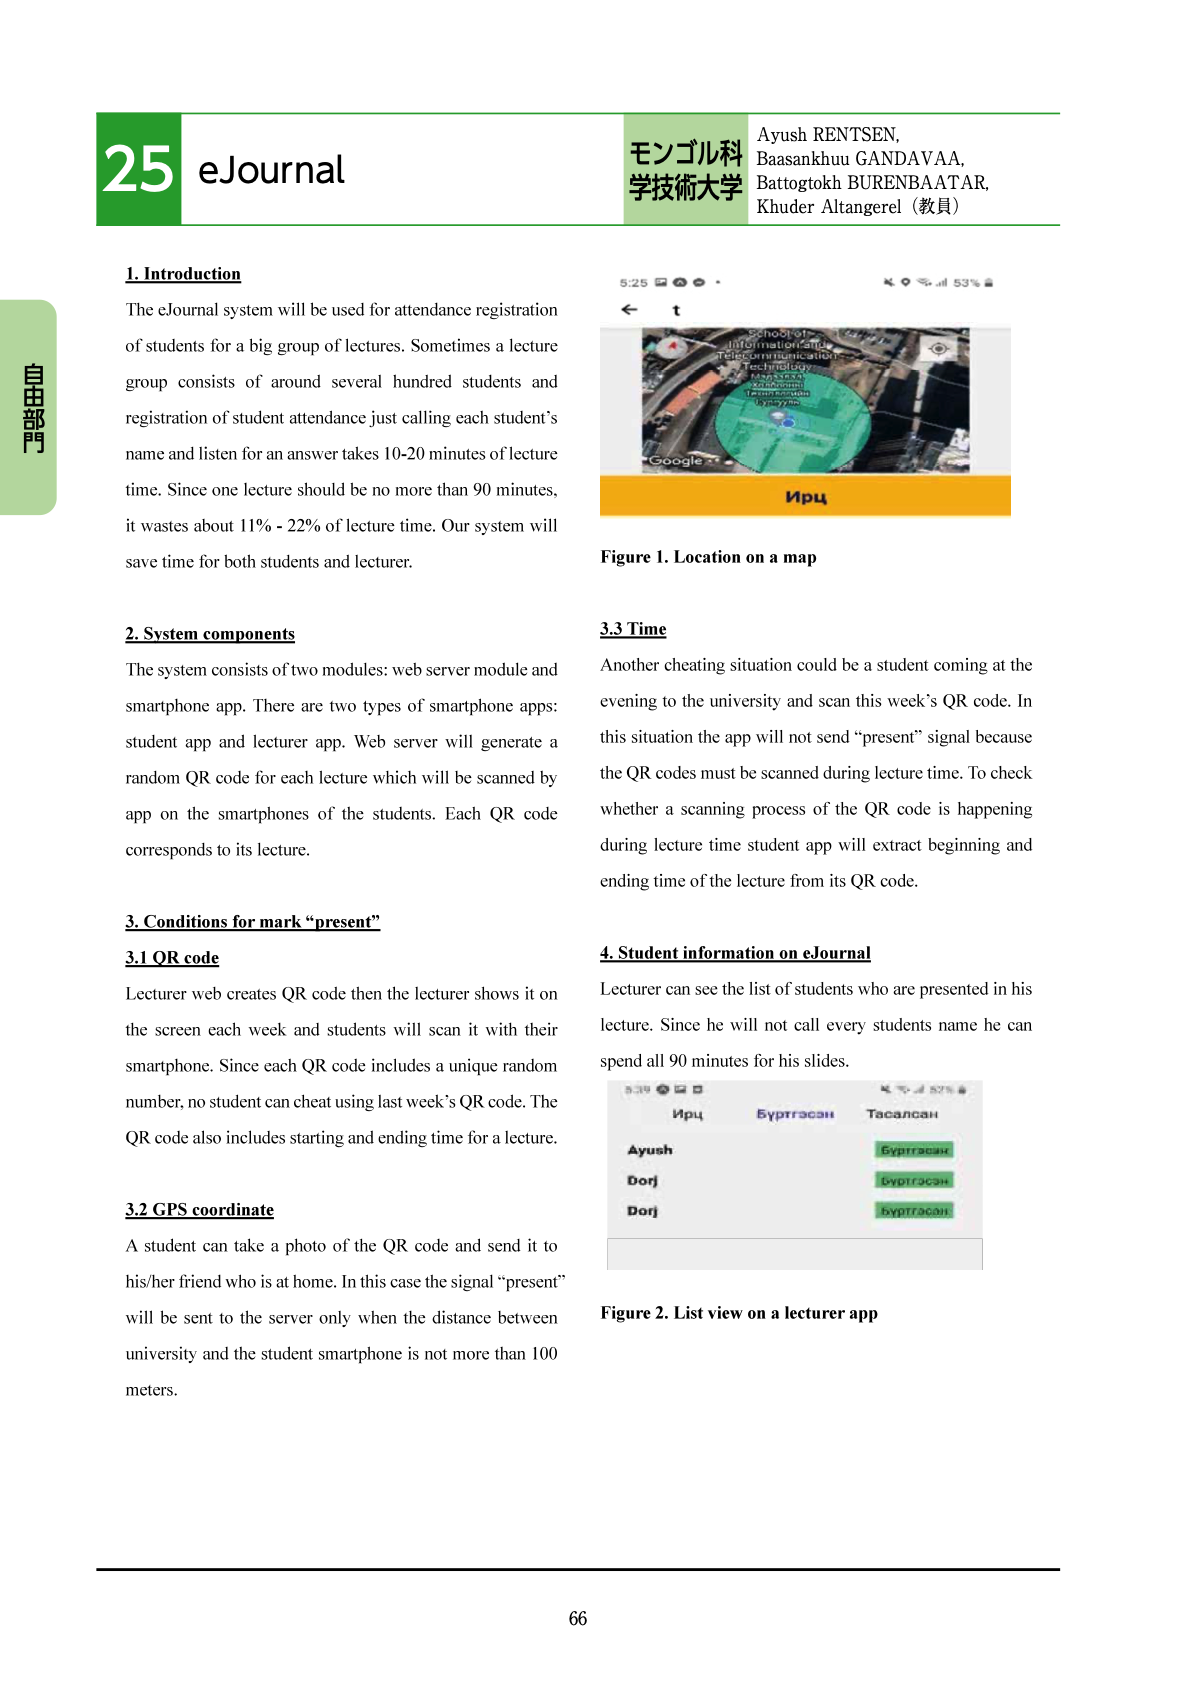 25
eJournal
モンゴル科
学技術大学
Ayush RENTSEN,
Baasankhuu GANDAVAA,
Battogtokh BURENBAATAR,
Khuder Altangerel（教員）
自由部門
1. Introduction
The eJournal system will be used for attendance registration
of students for a big group of lectures. Sometimes a lecture
group consists of around several hundred students and
registration of student attendance just calling each student’s
name and listen for an answer takes 10-20 minutes of lecture
time. Since one lecture should be no more than 90 minutes,
it wastes about 11% - 22% of lecture time. Our system will
save time for both students and lecturer.
2. System components
The system consists of two modules: web server module and
smartphone app. There are two types of smartphone apps:
student app and lecturer app. Web server will generate a
random QR code for each lecture which will be scanned by
app on the smartphones of the students. Each QR code
corresponds to its lecture.
3. Conditions for mark “present”
3.1 QR code
Lecturer web creates QR code then the lecturer shows it on
the screen each week and students will scan it with their
smartphone. Since each QR code includes a unique random
number, no student can cheat using last week’s QR code. The
QR code also includes starting and ending time for a lecture.
3.2 GPS coordinate
A student can take a photo of the QR code and send it to
his/her friend who is at home. In this case the signal “present”
will be sent to the server only when the distance between
university and the student smartphone is not more than 100
meters.
5:25
53%
t
School of
Information and
Telecommunication
Technology
Мэдээлэл
Холбооны
Технологийн
Сургууль
Google
Ирц
Figure 1. Location on a map
3.3 Time
Another cheating situation could be a student coming at the
evening to the university and scan this week’s QR code. In
this situation the app will not send “present” signal because
the QR codes must be scanned during lecture time. To check
whether a scanning process of the QR code is happening
during lecture time student app will extract beginning and
ending time of the lecture from its QR code.
4. Student information on eJournal
Lecturer can see the list of students who are presented in his
lecture. Since he will not call every students name he can
spend all 90 minutes for his slides.
5:39
52%
Ирц Бүртгэсэн Тасалсан
Ayush Бүртгэсэн
Dorj Бүртгэсэн
Dorj Бүртгэсэн
Figure 2. List view on a lecturer app
66